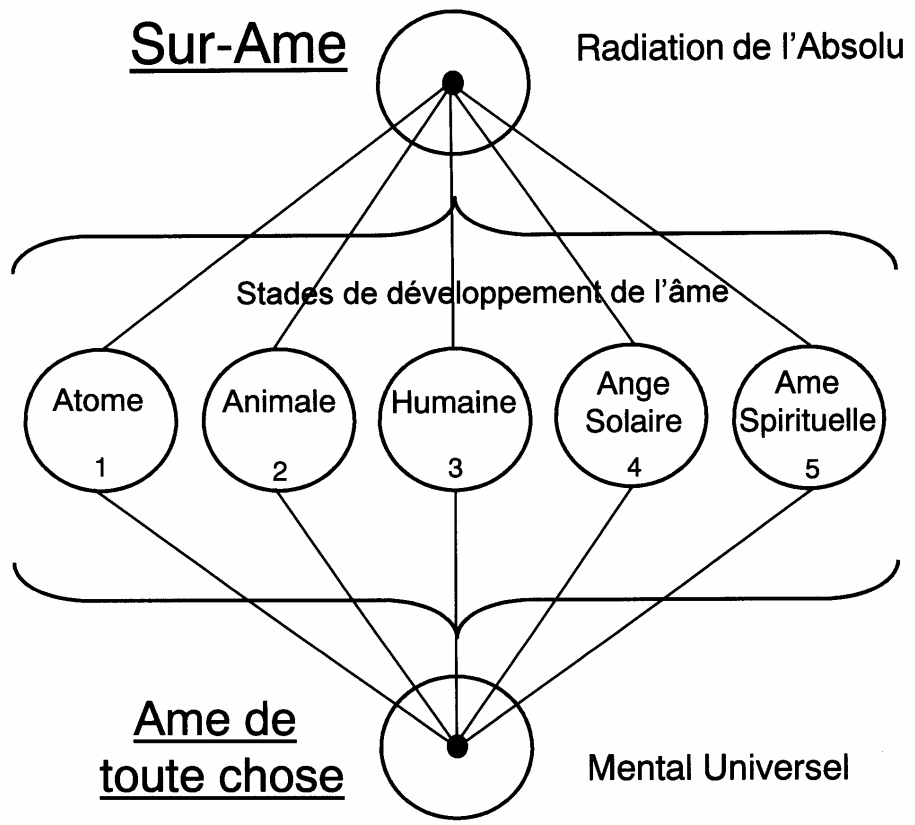 Sur-Ame
Radiation de l'Absolu
Stades de développement de l'âme
Atome
1
Animale
2
Humaine
3
Ange
Solaire
4
Ame
Spirituelle
5
Ame de
toute chose
Mental Universel